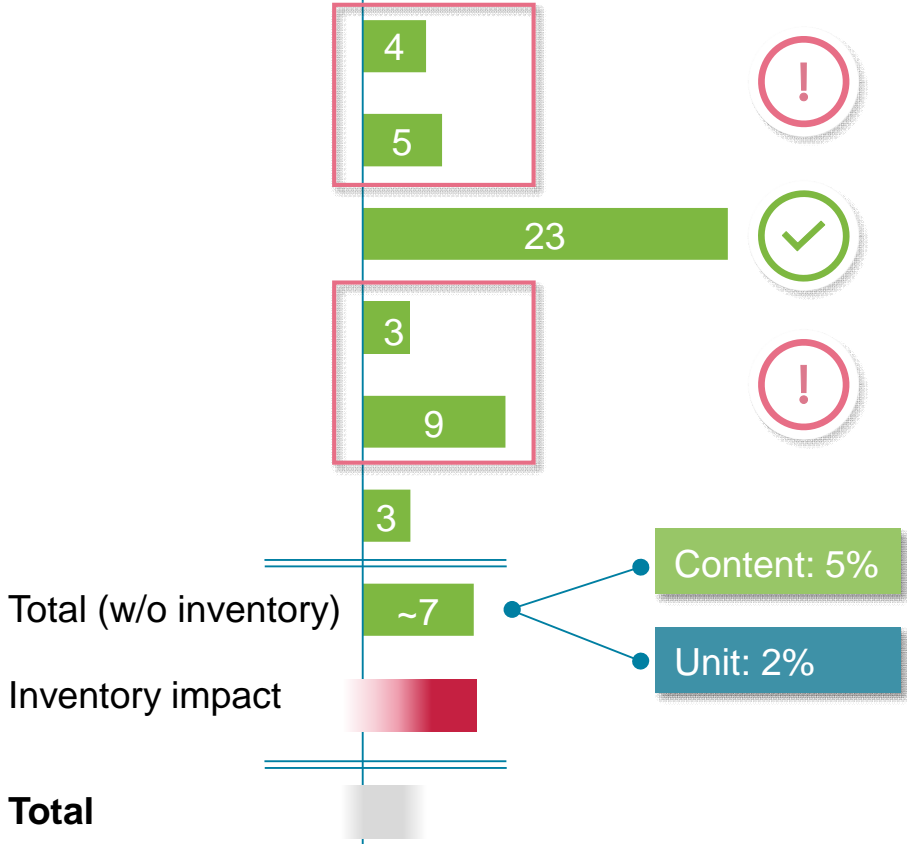 4
!
5
23
3
!
9
3
Content: 5%
Total (w/o inventory)
~7
Unit: 2%
Inventory impact
Total